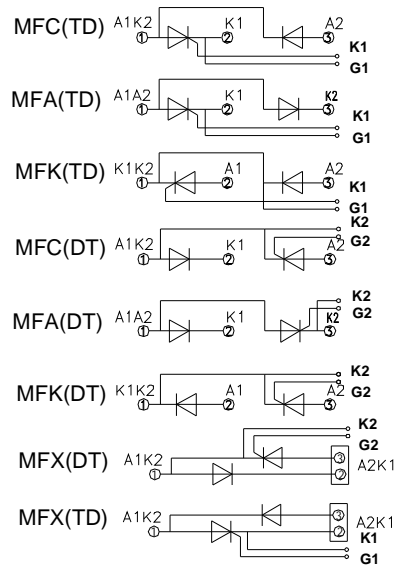 MFC(TD) A1K2 K1 A2
1 2 3
K1
G1
MFA(TD) A1A2 K1 K2
1 2 3
K1
G1
MFK(TD) K1K2 A1 A2
1 2 3
K1
G1
MFC(DT) A1K2 K1 A2
1 2 3
K2
G2
MFA(DT) A1A2 K1 K2
1 2 3
K2
G2
MFK(DT) K1K2 A1 A2
1 2 3
K2
G2
MFX(DT) A1K2 A2K1
1 3 2
K2
G2
MFX(TD) A1K2 A2K1
1 3 2
K1
G1